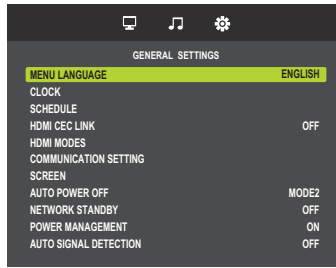 GENERAL SETTINGS
MENU LANGUAGE ENGLISH
CLOCK
SCHEDULE
HDMI CEC LINK OFF
HDMI MODES
COMMUNICATION SETTING
SCREEN
AUTO POWER OFF MODE2
NETWORK STANDBY OFF
POWER MANAGEMENT ON
AUTO SIGNAL DETECTION OFF